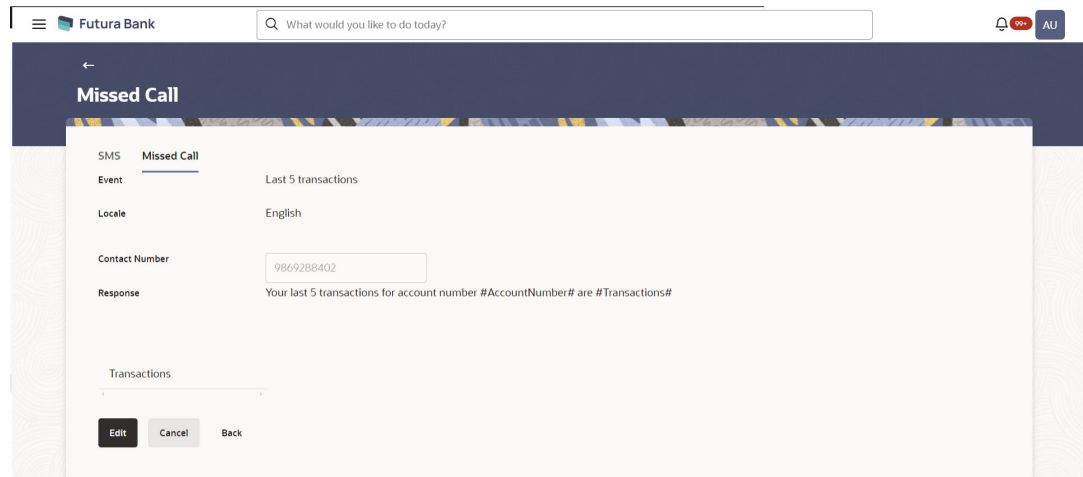 Futura Bank
What would you like to do today?
99+
AU
Missed Call
SMS Missed Call
Event Last 5 transactions
Locale English
Contact Number 9869288402
Response Your last 5 transactions for account number #AccountNumber# are #Transactions#
Transactions
Edit Cancel Back